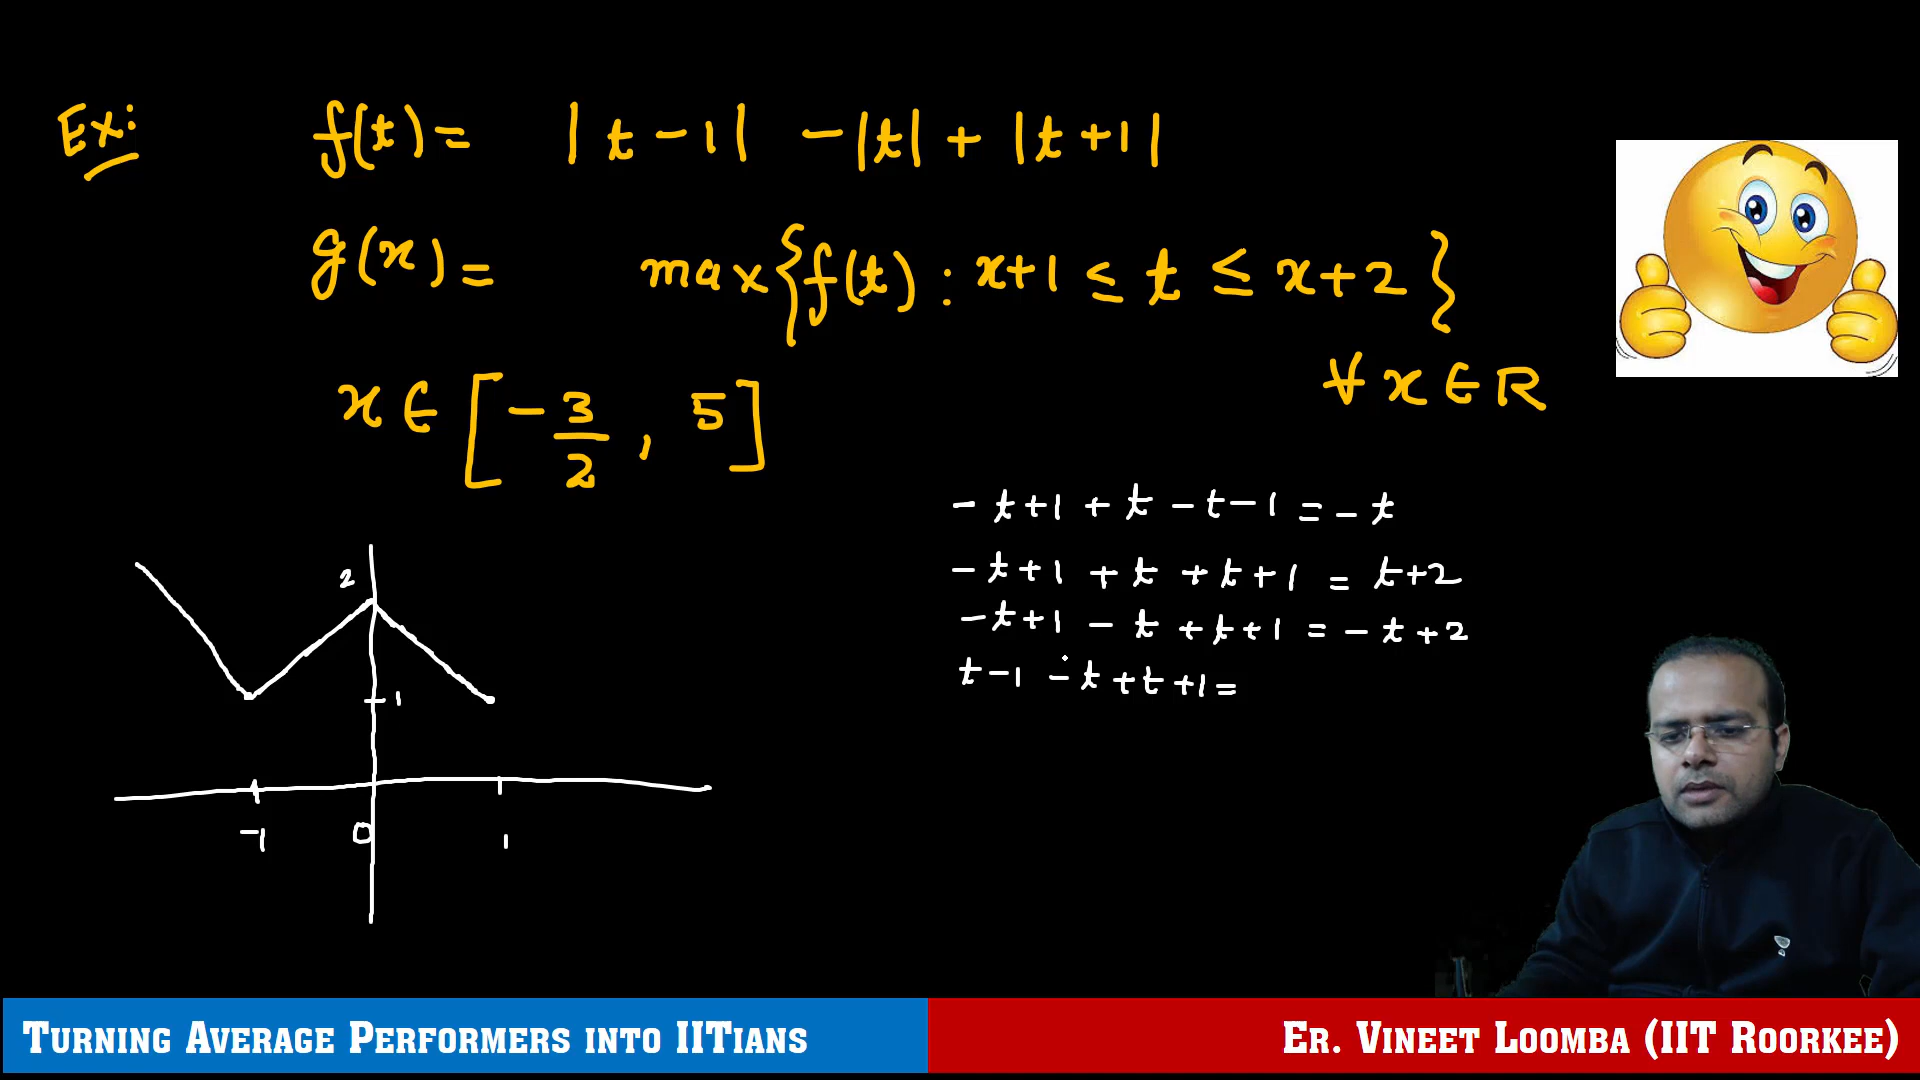 Ex: f(t) = |t - 1| - |t| + |t + 1|
g(x) = max{f(t) : x+1 ≤ t ≤ x+2}
∀ x ∈ R
x ∈ [-3/2, 5]
-t+1 + t - t - 1 = -t
-t+1 + t + t+1 = t+2
-t+1 - t + t+1 = -t+2
t-1 - t + t + 1 =
2
1
-1 0 1
TURNING AVERAGE PERFORMERS INTO IITIANS
ER. VINEET LOOMBA (IIT ROORKEE)